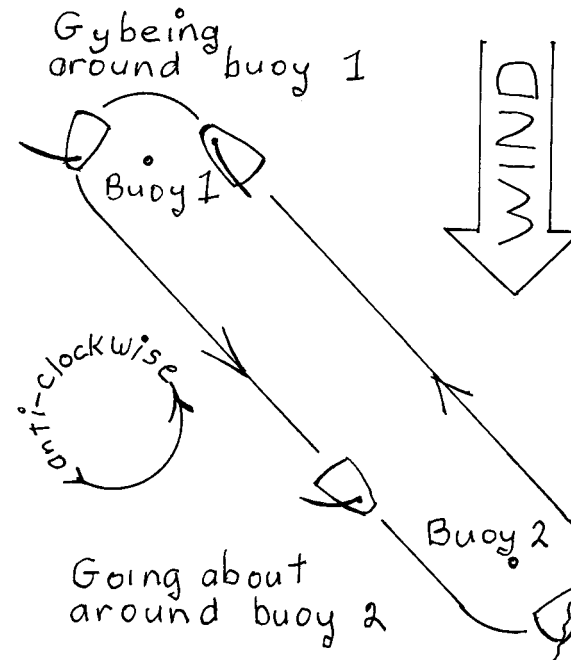 Gybeing
around buoy 1
WIND
Buoy 1
anti-clockwise
Buoy 2
Going about
around buoy 2